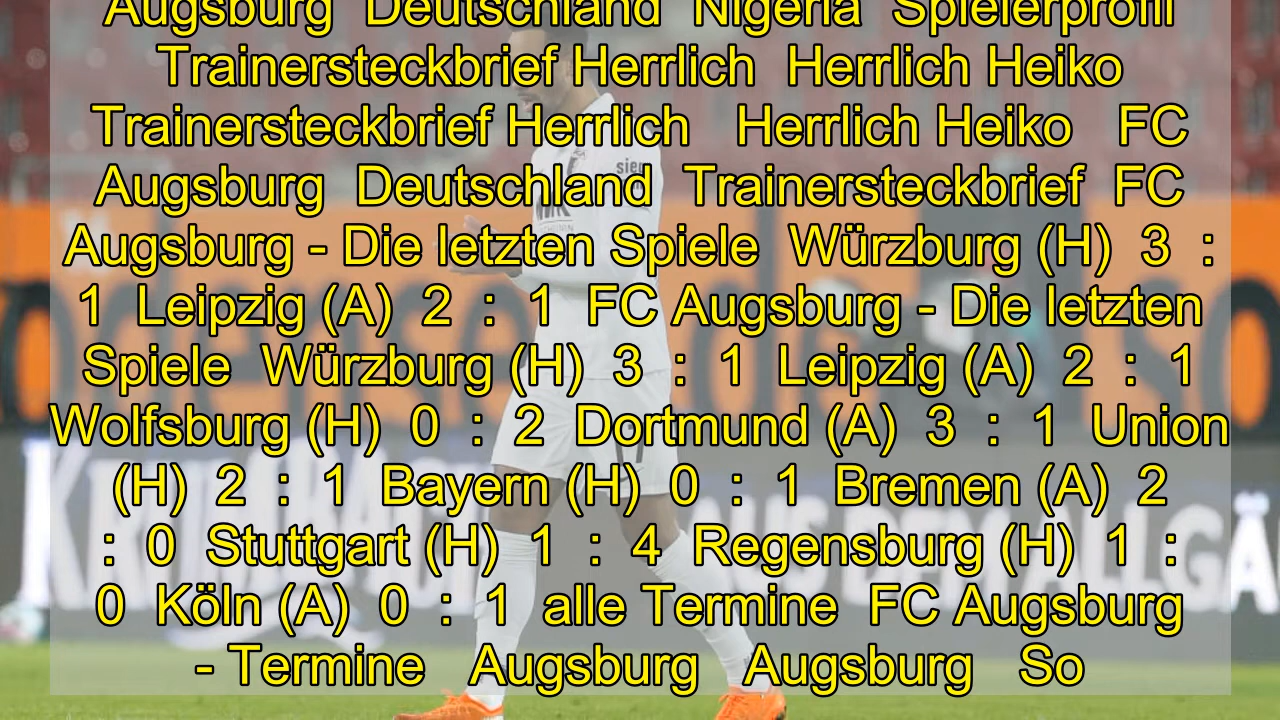 Augsburg Deutschland Nigeria Spielerprofil
Trainersteckbrief Herrlich Herrlich Heiko
Trainersteckbrief Herrlich Herrlich Heiko FC
Augsburg Deutschland Trainersteckbrief FC
Augsburg - Die letzten Spiele Würzburg (H) 3 :
1 Leipzig (A) 2 : 1 FC Augsburg - Die letzten
Spiele Würzburg (H) 3 : 1 Leipzig (A) 2 : 1
Wolfsburg (H) 0 : 2 Dortmund (A) 3 : 1 Union
(H) 2 : 1 Bayern (H) 0 : 1 Bremen (A) 2
: 0 Stuttgart (H) 1 : 4 Regensburg (H) 1 :
0 Köln (A) 0 : 1 alle Termine FC Augsburg
- Termine Augsburg Augsburg So